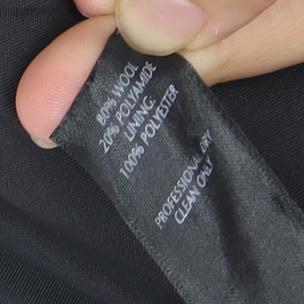 80% WOOL
20% POLYAMIDE
LINING:
100% POLYESTER
PROFESSIONAL DRY
CLEAN ONLY